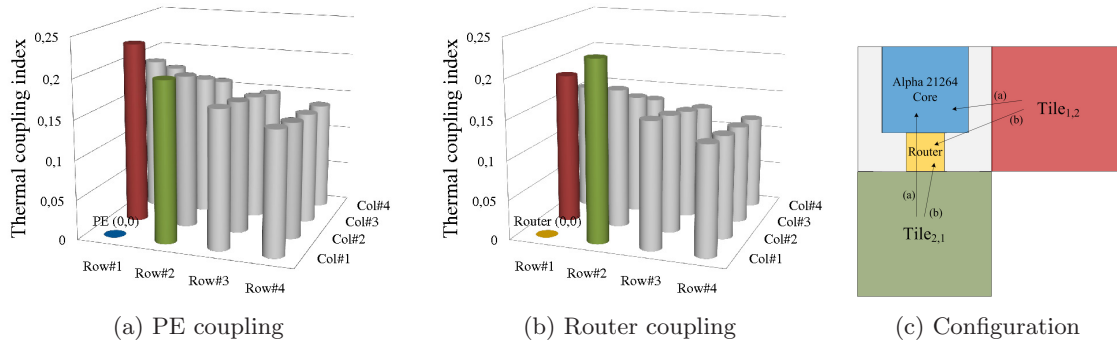 Thermal coupling index
0,25
0,2
0,15
0,1
0,05
0
PE (0,0)
Row#1
Row#2
Row#3
Row#4
Col#4
Col#3
Col#2
Col#1
(a) PE coupling
Thermal coupling index
0,25
0,2
0,15
0,1
0,05
0
Router (0,0)
Row#1
Row#2
Row#3
Row#4
Col#4
Col#3
Col#2
Col#1
(b) Router coupling
Alpha 21264
Core
(a)
Tile1,2
(b)
Router
(a)
(b)
Tile2,1
(c) Configuration